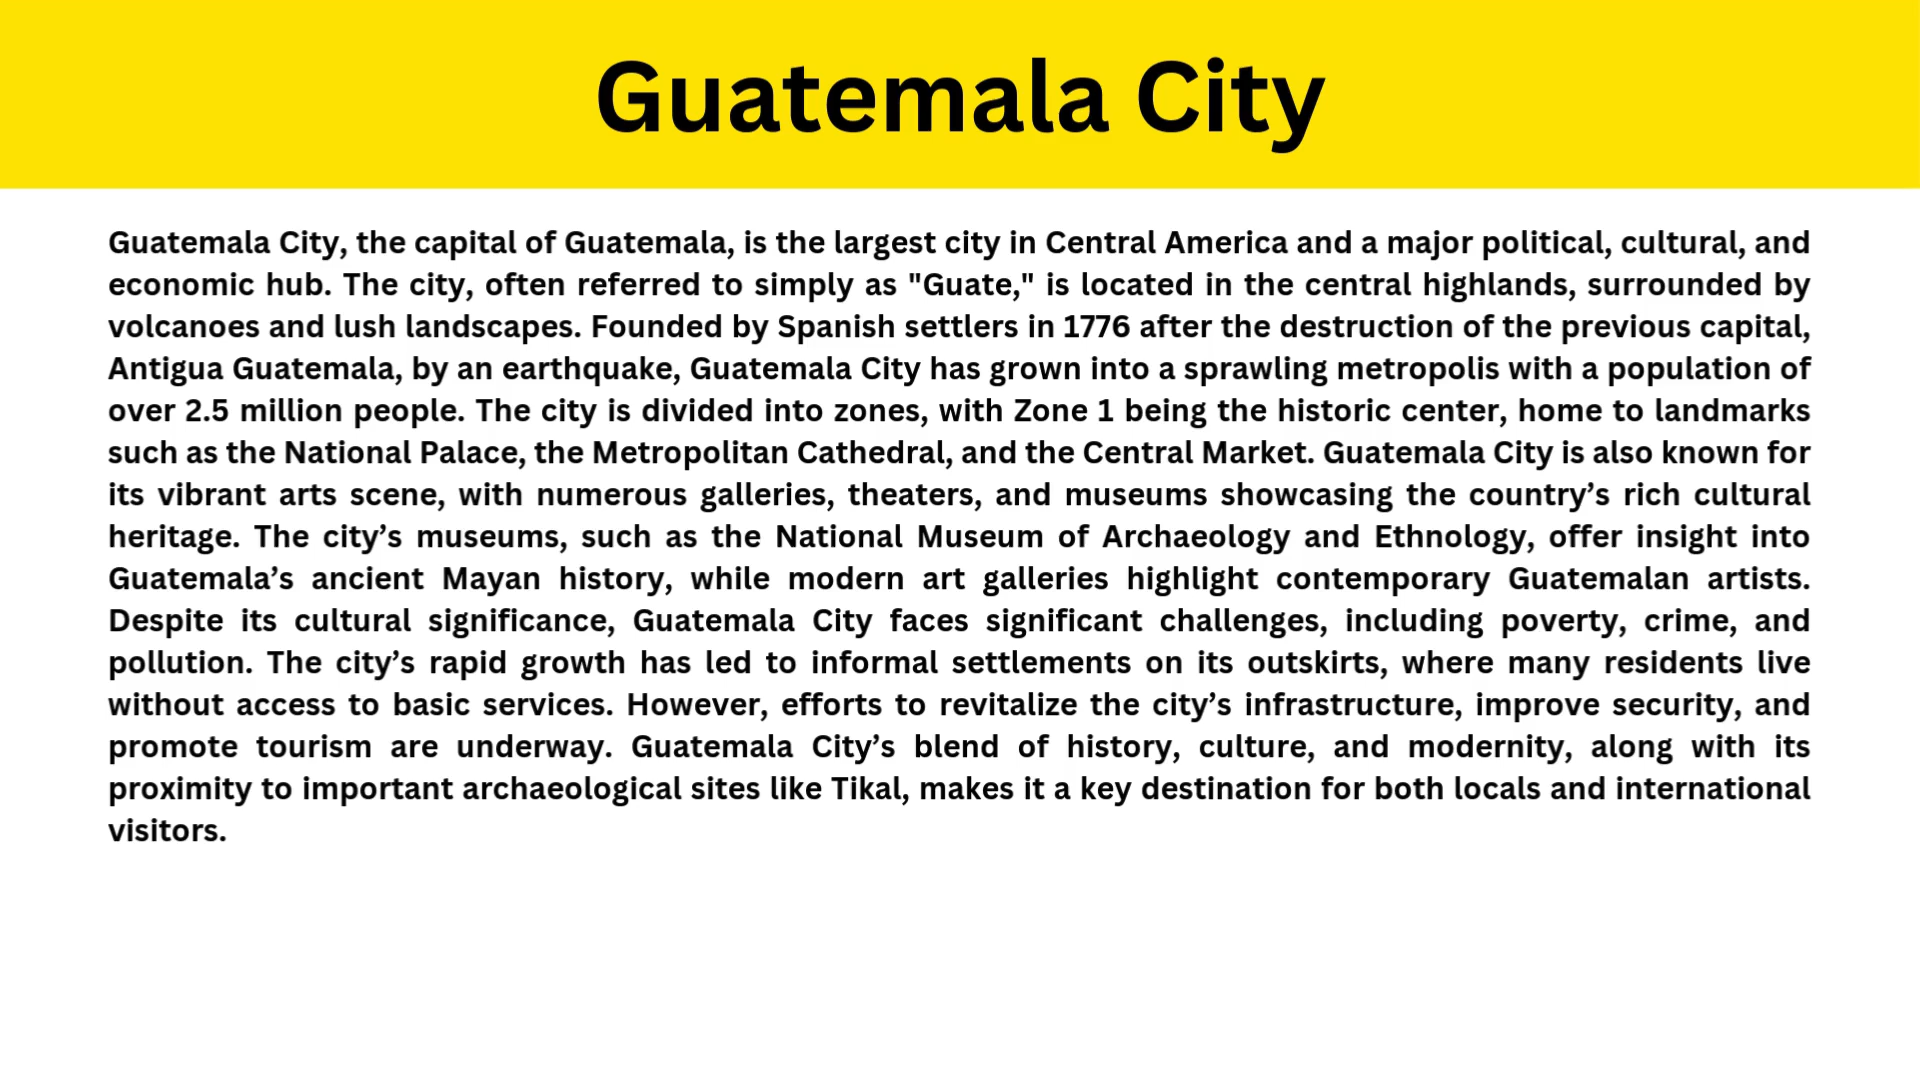 Guatemala City
Guatemala City, the capital of Guatemala, is the largest city in Central America and a major political, cultural, and
economic hub. The city, often referred to simply as "Guate," is located in the central highlands, surrounded by
volcanoes and lush landscapes. Founded by Spanish settlers in 1776 after the destruction of the previous capital,
Antigua Guatemala, by an earthquake, Guatemala City has grown into a sprawling metropolis with a population of
over 2.5 million people. The city is divided into zones, with Zone 1 being the historic center, home to landmarks
such as the National Palace, the Metropolitan Cathedral, and the Central Market. Guatemala City is also known for
its vibrant arts scene, with numerous galleries, theaters, and museums showcasing the country’s rich cultural
heritage. The city’s museums, such as the National Museum of Archaeology and Ethnology, offer insight into
Guatemala’s ancient Mayan history, while modern art galleries highlight contemporary Guatemalan artists.
Despite its cultural significance, Guatemala City faces significant challenges, including poverty, crime, and
pollution. The city’s rapid growth has led to informal settlements on its outskirts, where many residents live
without access to basic services. However, efforts to revitalize the city’s infrastructure, improve security, and
promote tourism are underway. Guatemala City’s blend of history, culture, and modernity, along with its
proximity to important archaeological sites like Tikal, makes it a key destination for both locals and international
visitors.